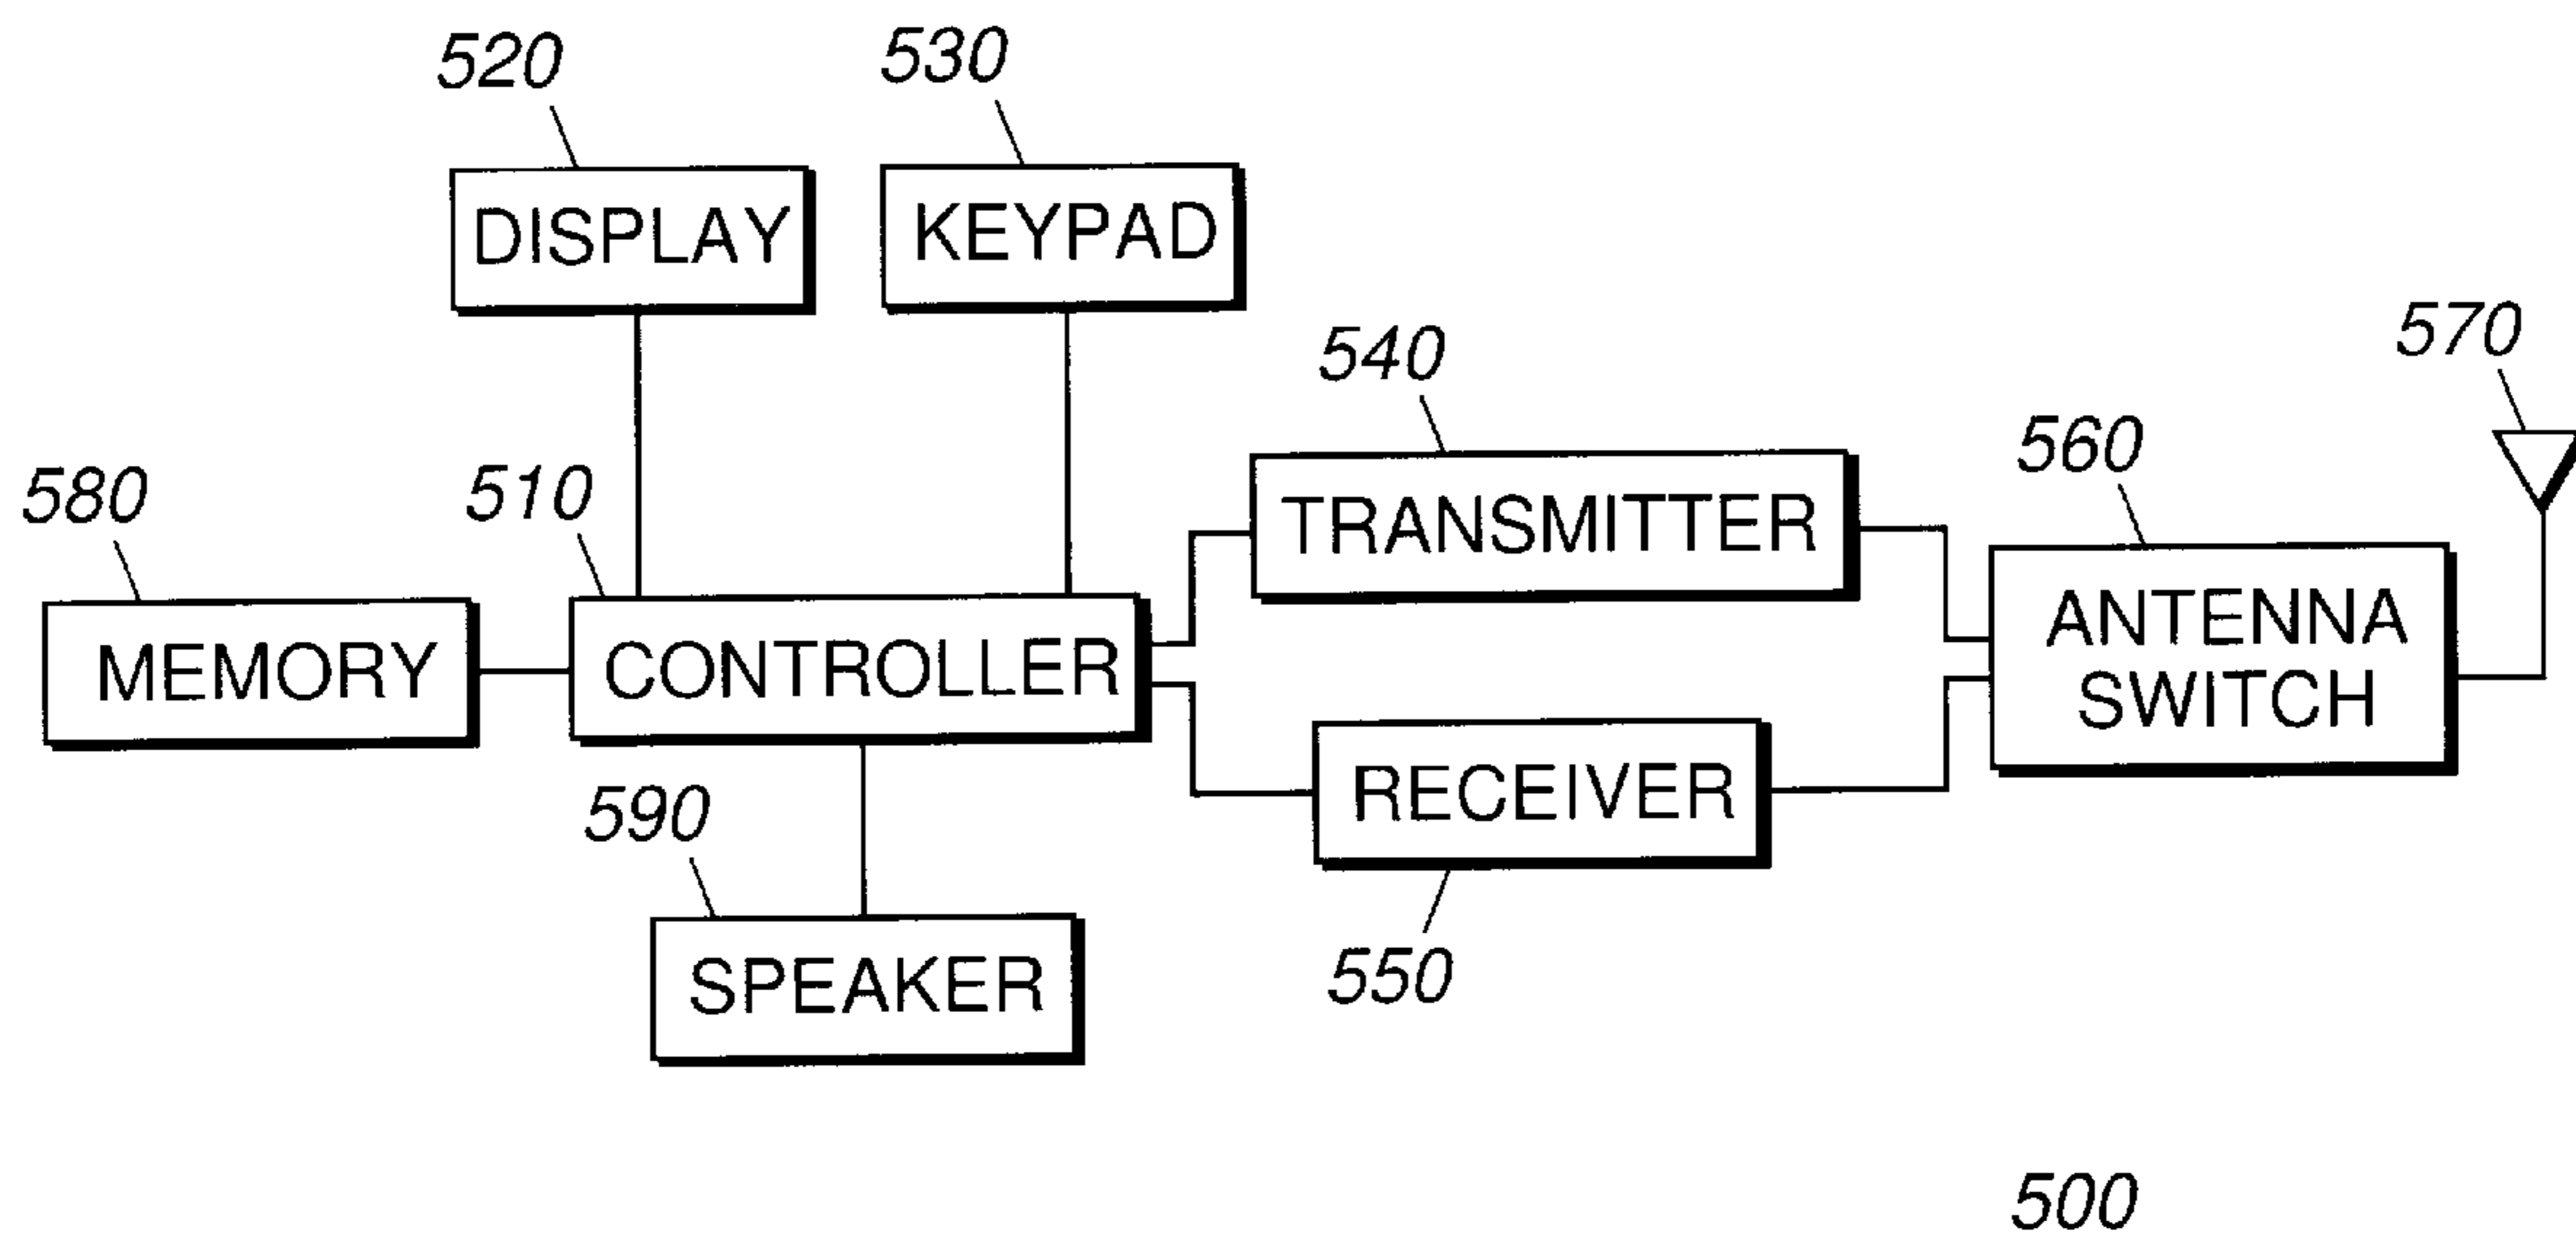 520
530
DISPLAY
KEYPAD
540
570
560
580
510
TRANSMITTER
ANTENNA
SWITCH
MEMORY
CONTROLLER
590
RECEIVER
SPEAKER
550
500